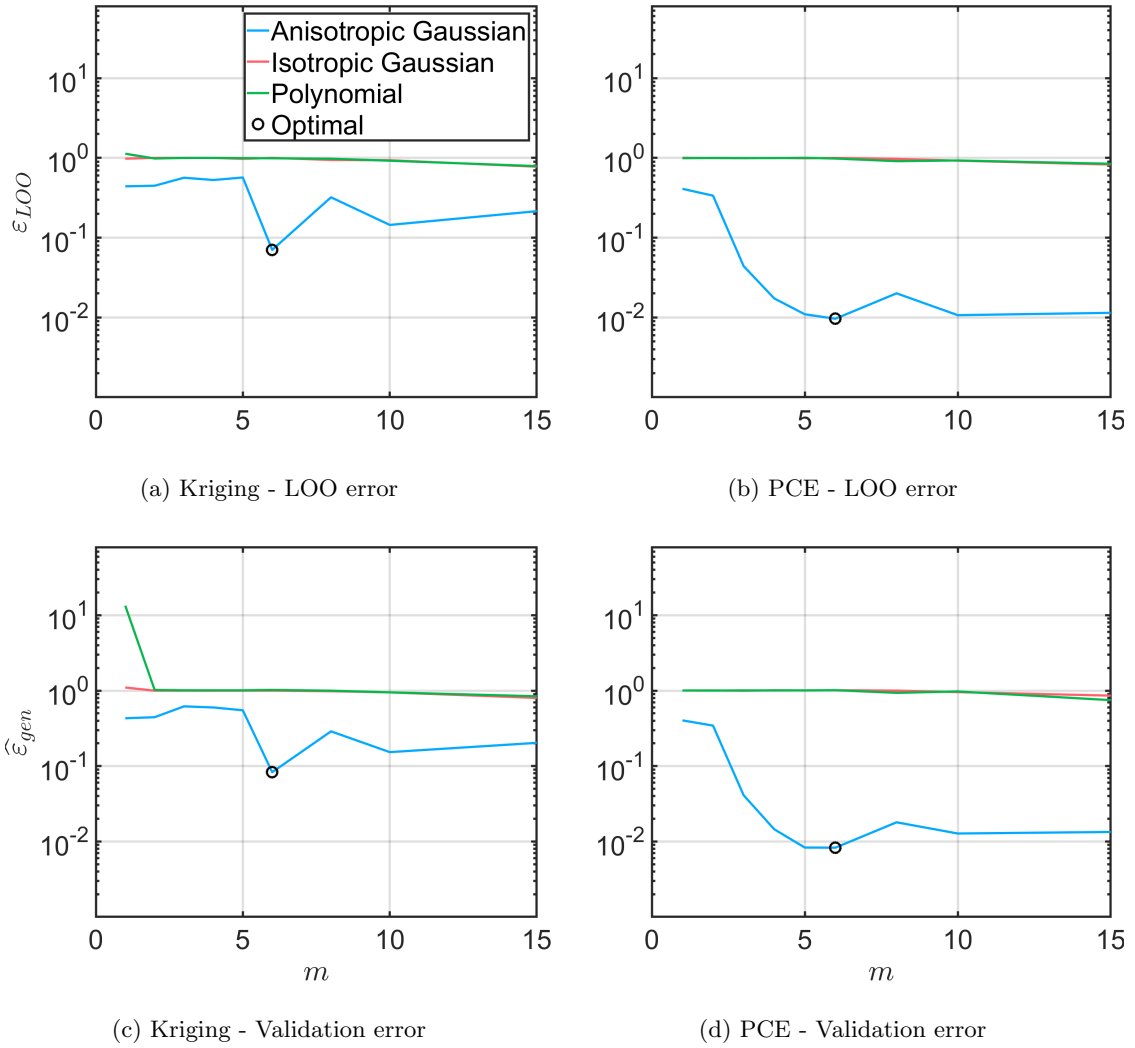 Anisotropic Gaussian
Isotropic Gaussian
Polynomial
Optimal
10^1
10^0
10^-1
10^-2
ε_LOO
0 5 10 15
(a) Kriging - LOO error
10^1
10^0
10^-1
10^-2
0 5 10 15
(b) PCE - LOO error
10^1
10^0
10^-1
10^-2
ε̂_gen
0 5 10 15
m
(c) Kriging - Validation error
10^1
10^0
10^-1
10^-2
0 5 10 15
m
(d) PCE - Validation error